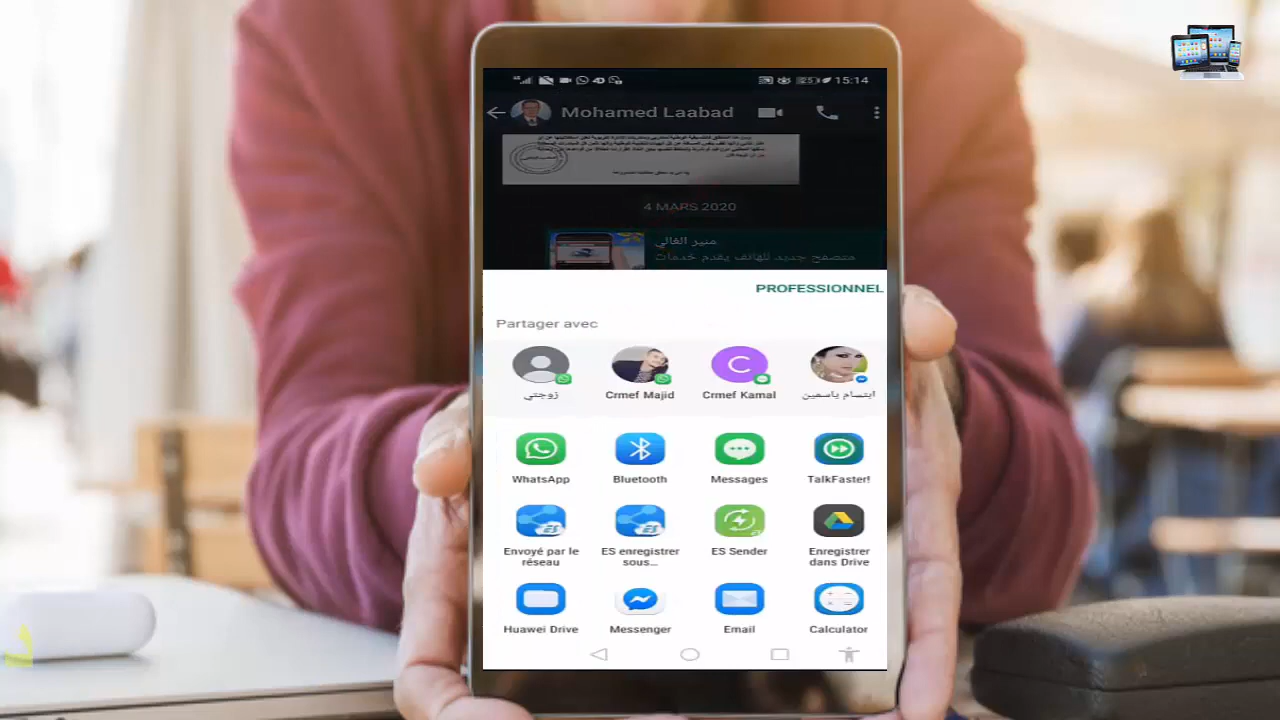 15:14
Mohamed Laabad
4 MARS 2020
منير الغالي
متصفح جديد للهاتف يقدم خدمات
PROFESSIONNEL
Partager avec
زوجتي
Crmef Majid
Crmef Kamal
ابتسام ياسمين
WhatsApp
Bluetooth
Messages
TalkFaster!
Envoyé par le
réseau
ES enregistrer
sous...
ES Sender
Enregistrer
dans Drive
Huawei Drive
Messenger
Email
Calculator